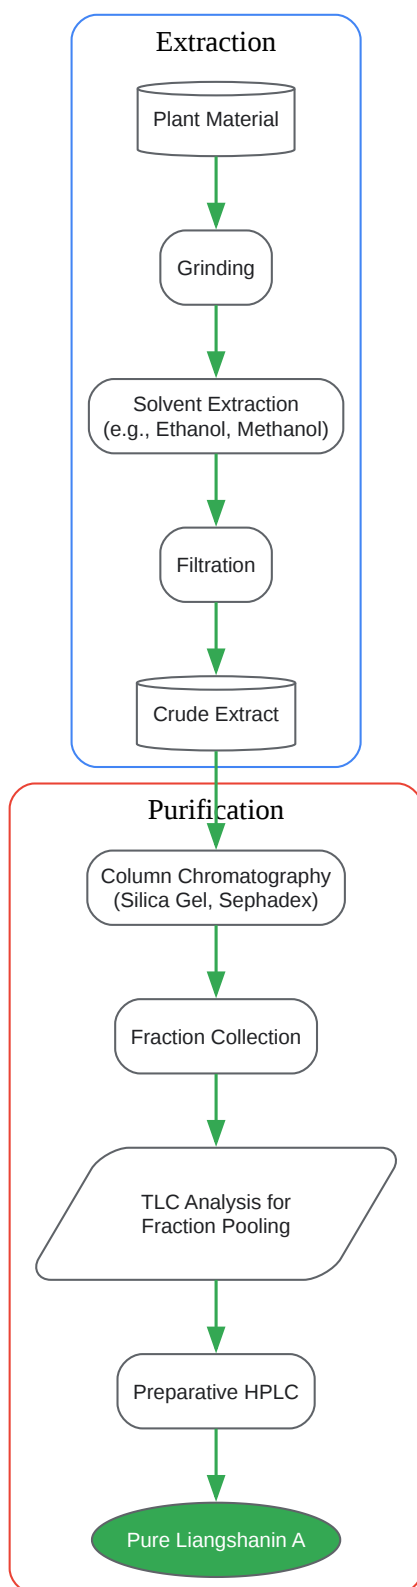 Extraction
Plant Material
Grinding
Solvent Extraction
(e.g., Ethanol, Methanol)
Filtration
Crude Extract
Purification
Column Chromatography
(Silica Gel, Sephadex)
Fraction Collection
TLC Analysis for
Fraction Pooling
Preparative HPLC
Pure Liangshanin A